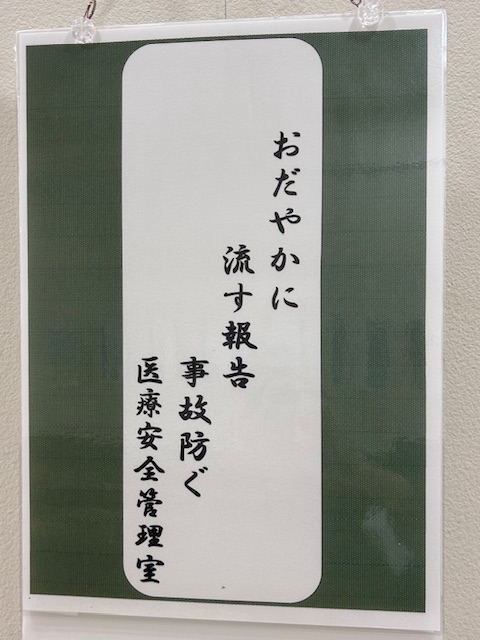 おだやかに
流す報告
事故防ぐ
医療安全管理室